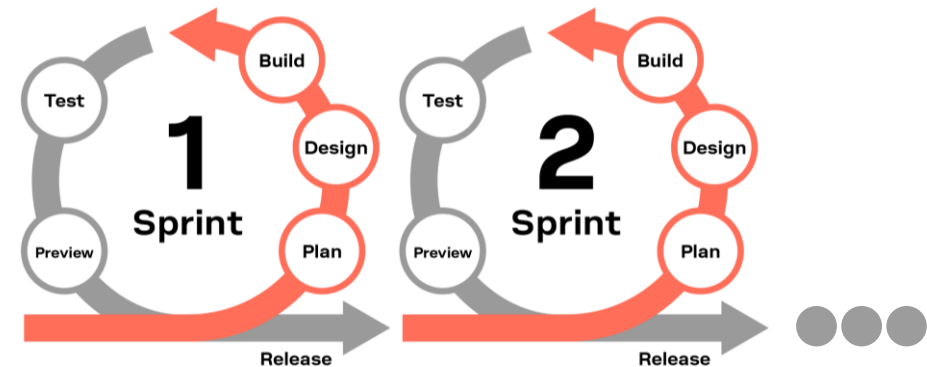 Build
Test
Design
1
Sprint
Preview
Plan
Release
Build
Test
Design
2
Sprint
Preview
Plan
Release